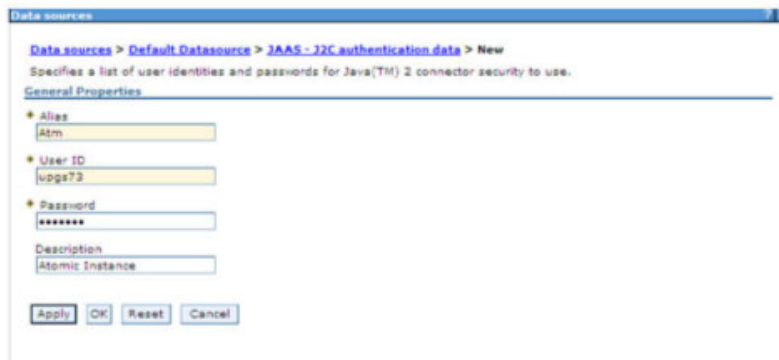 Data sources ?
Data sources > Default Datasource > JAAS - J2C authentication data > New
Specifies a list of user identities and passwords for Java(TM) 2 connector security to use.
General Properties
Alias
Atm
User ID
upgs73
Password
•••••••
Description
Atomic Instance
Apply OK Reset Cancel